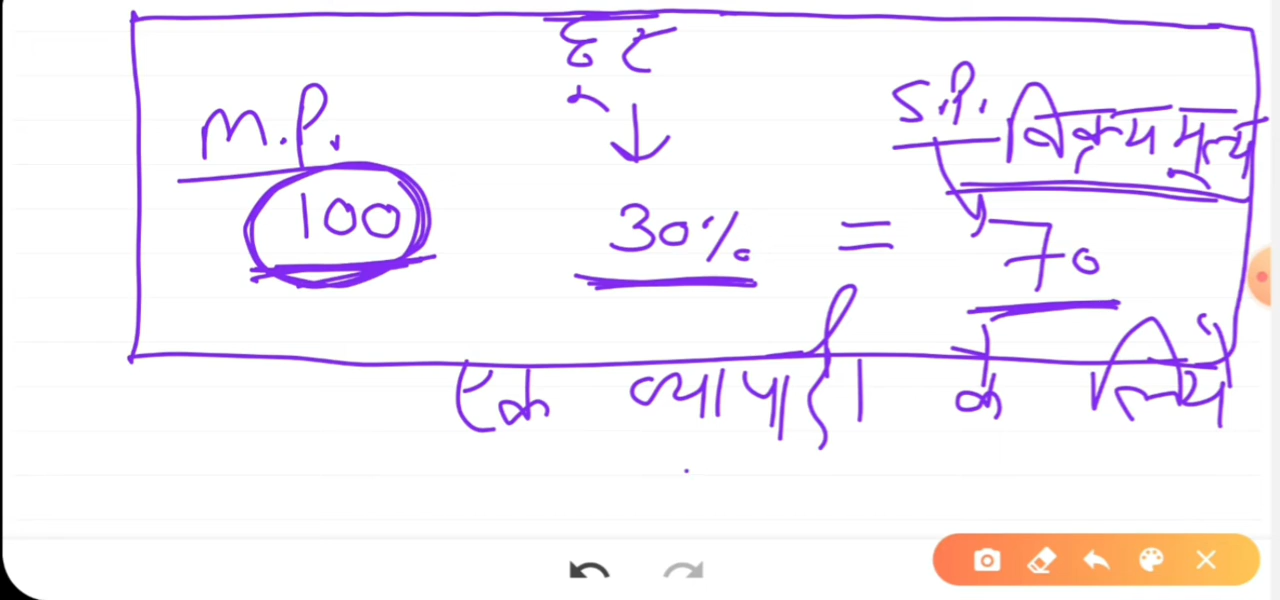 छूट
M.P. S.P. विक्रय मूल्य
100 30% = 70
एक व्यापारी के